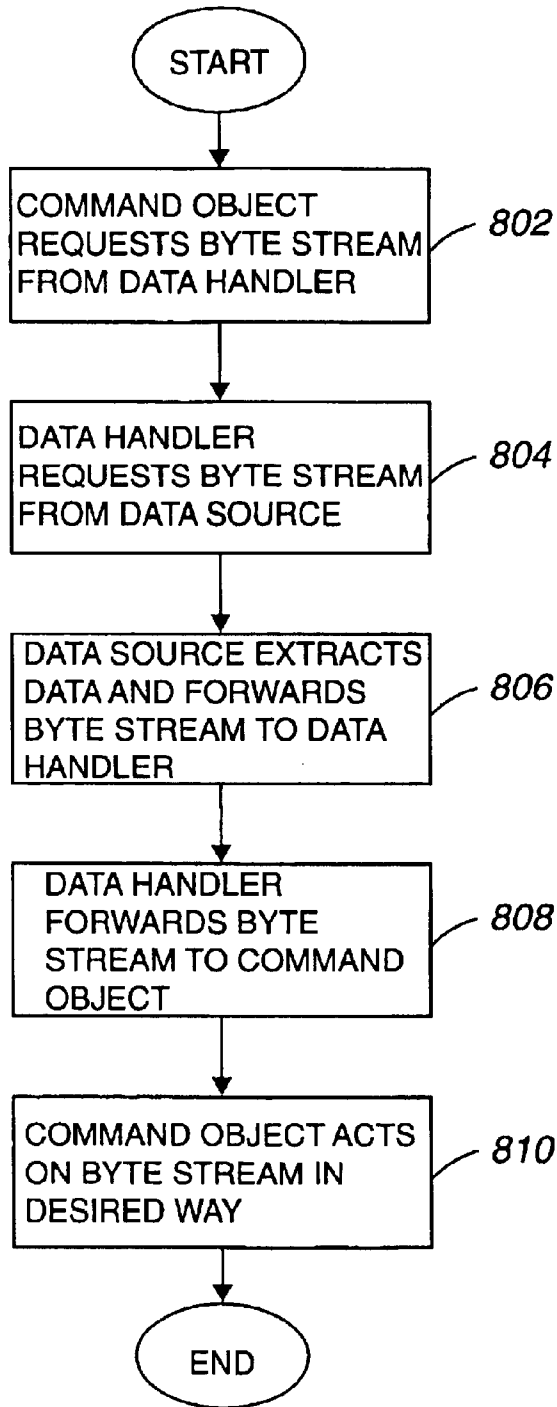 START
COMMAND OBJECT
REQUESTS BYTE STREAM
FROM DATA HANDLER
802
DATA HANDLER
REQUESTS BYTE STREAM
FROM DATA SOURCE
804
DATA SOURCE EXTRACTS
DATA AND FORWARDS
BYTE STREAM TO DATA
HANDLER
806
DATA HANDLER
FORWARDS BYTE
STREAM TO COMMAND
OBJECT
808
COMMAND OBJECT ACTS
ON BYTE STREAM IN
DESIRED WAY
810
END